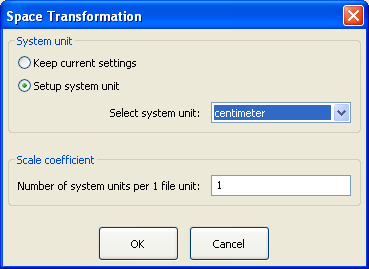 Space Transformation
System unit
Keep current settings
Setup system unit
Select system unit: centimeter
Scale coefficient
Number of system units per 1 file unit: 1
OK Cancel